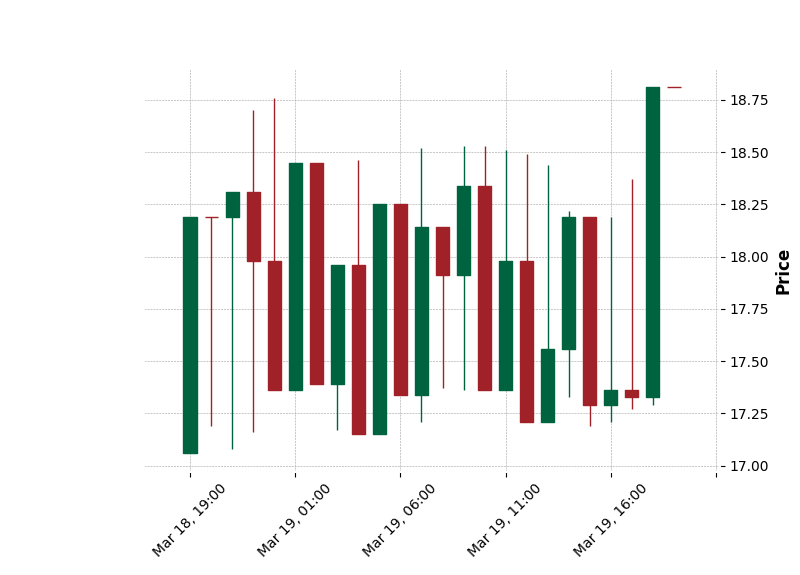 18.75
18.50
18.25
18.00
17.75
17.50
17.25
17.00
Price
Mar 18, 19:00
Mar 19, 01:00
Mar 19, 06:00
Mar 19, 11:00
Mar 19, 16:00